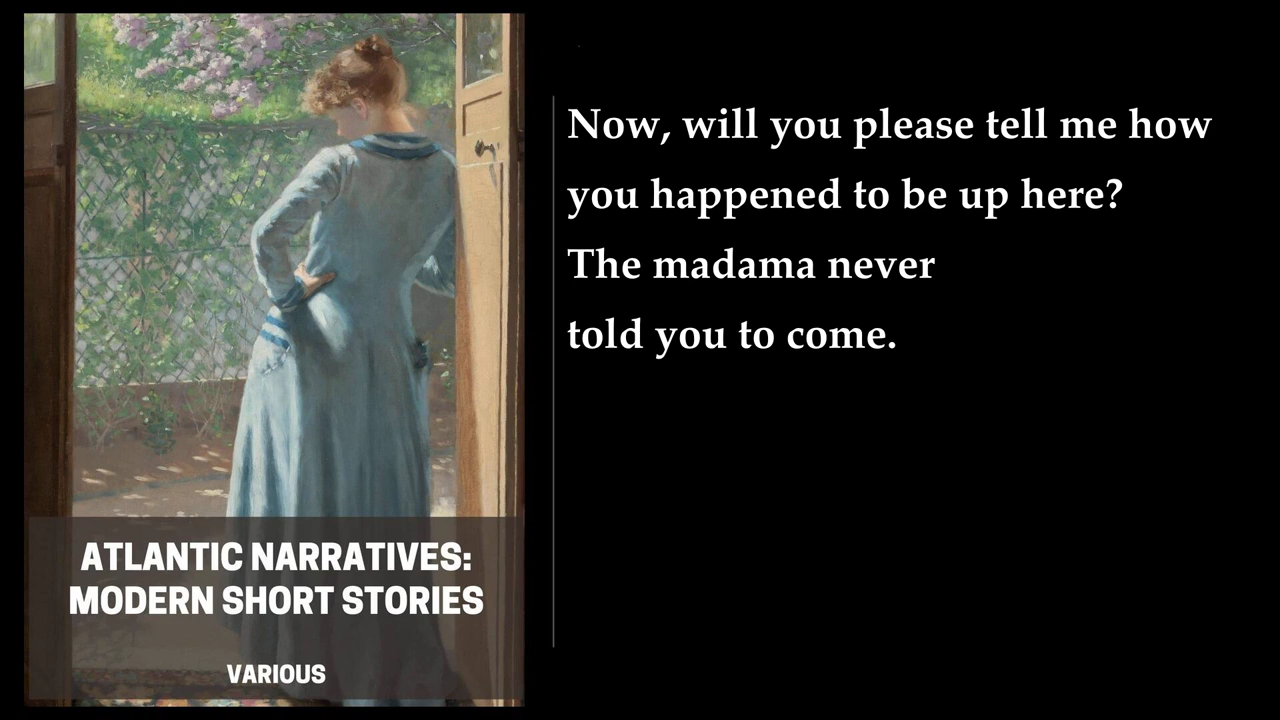 Now, will you please tell me how
you happened to be up here?
The madama never
told you to come.
ATLANTIC NARRATIVES:
MODERN SHORT STORIES
VARIOUS